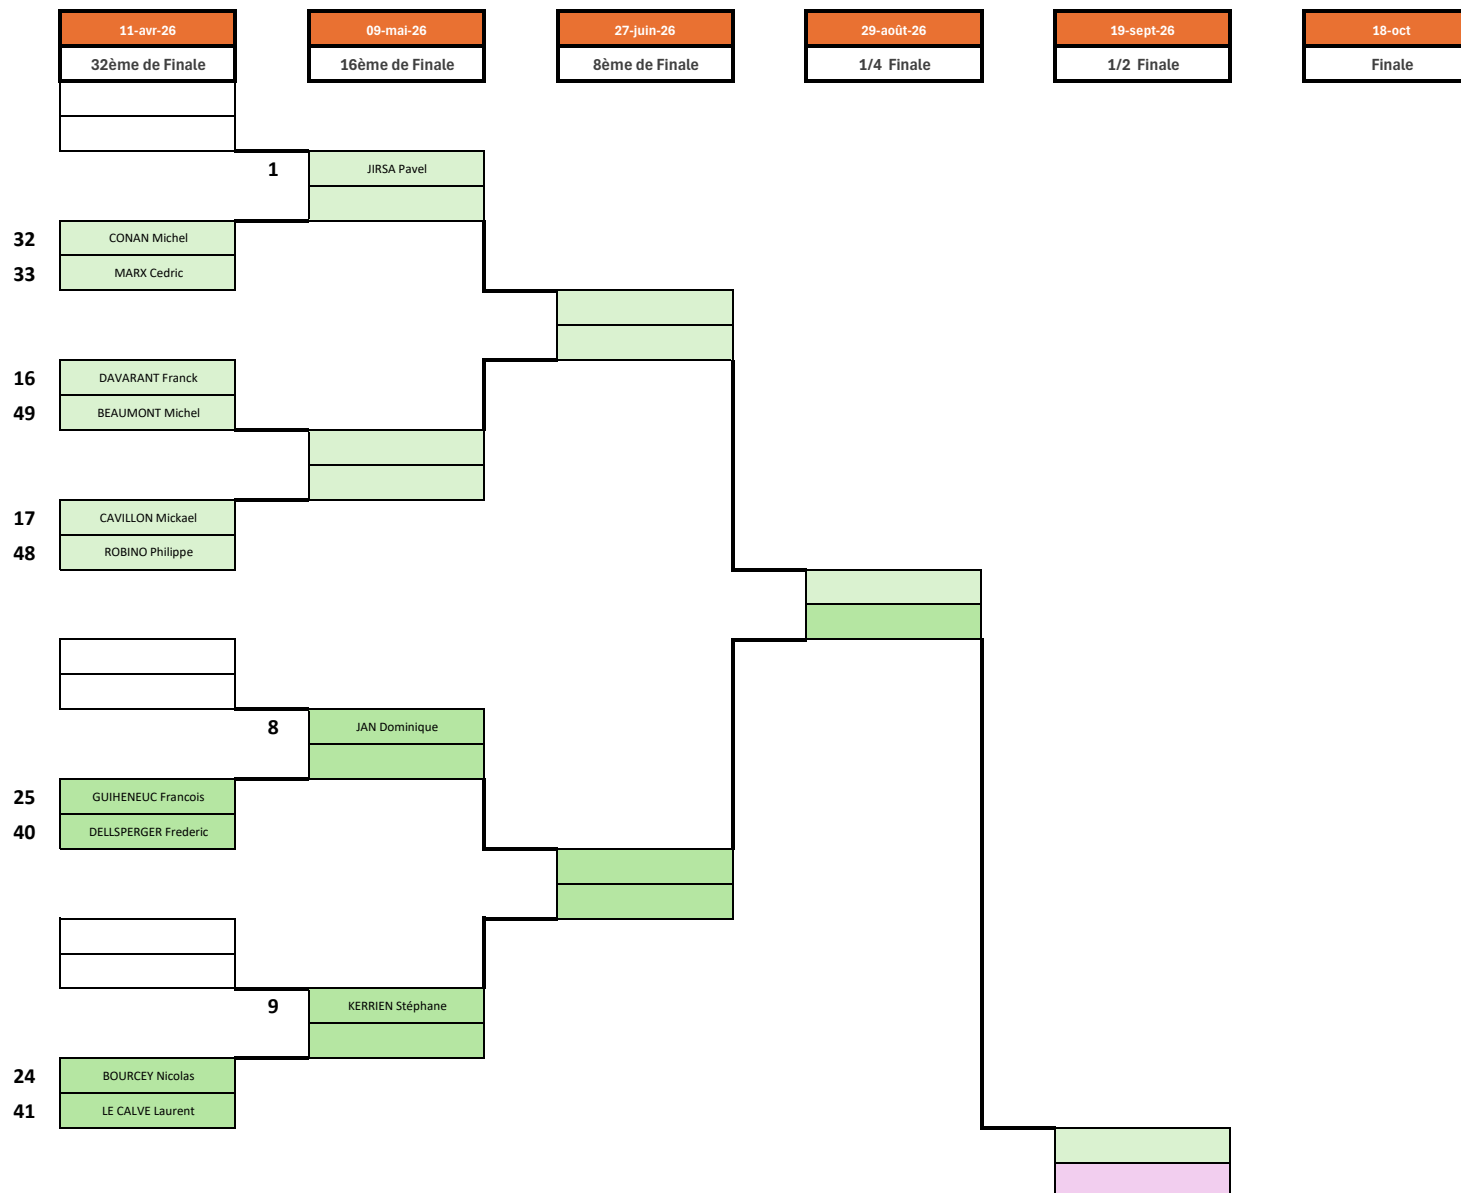 11-avr-26 09-mai-26 27-juin-26 29-août-26 19-sept-26 18-oct
32ème de Finale 16ème de Finale 8ème de Finale 1/4 Finale 1/2 Finale Finale
1 JIRSA Pavel
32 CONAN Michel
33 MARX Cedric
16 DAVARANT Franck
49 BEAUMONT Michel
17 CAVILLON Mickael
48 ROBINO Philippe
8 JAN Dominique
25 GUIHENEUC Francois
40 DELLSPERGER Frederic
9 KERRIEN Stéphane
24 BOURCEY Nicolas
41 LE CALVE Laurent